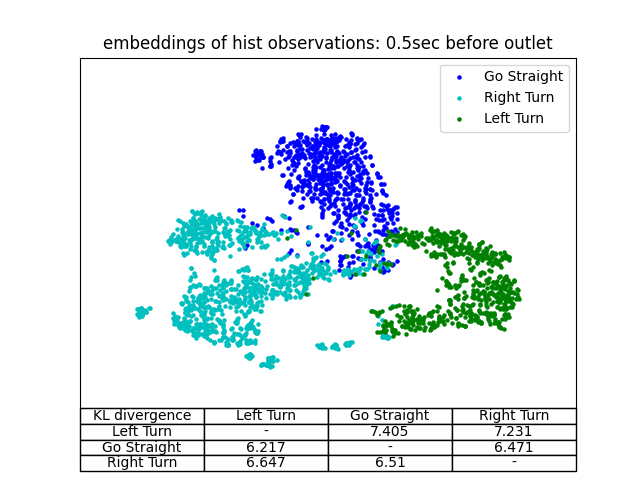 embeddings of hist observations: 0.5sec before outlet
Go Straight
Right Turn
Left Turn
KL divergence Left Turn Go Straight Right Turn
Left Turn - 7.405 7.231
Go Straight 6.217 - 6.471
Right Turn 6.647 6.51 -